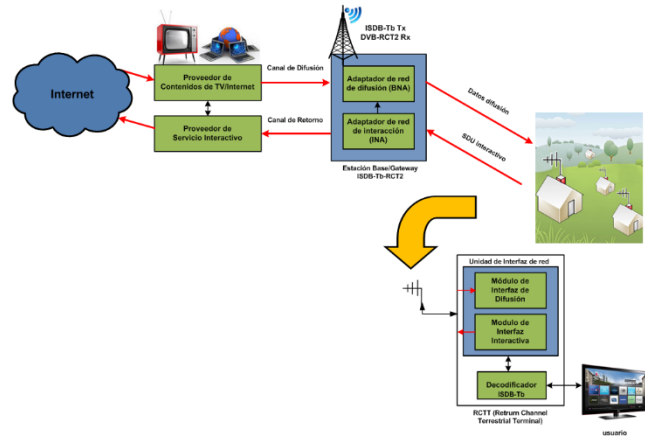 ISDB-Tb Tx
DVB-RCT2 Rx
Internet
Proveedor de
Contenidos de TV/Internet
Canal de Difusión
Adaptador de red
de difusión (BNA)
Datos difusión
Proveedor de
Servicio Interactivo
Canal de Retorno
Adaptador de red
de interacción
(INA)
SDU interactivo
Estación Base/Gateway
ISDB-Tb-RCT2
Unidad de Interfaz de red
Módulo de
Interfaz de
Difusión
Modulo de
Interfaz
Interactiva
Decodificador
ISDB-Tb
RCTT (Retrum Channel
Terrestrial Terminal)
usuario